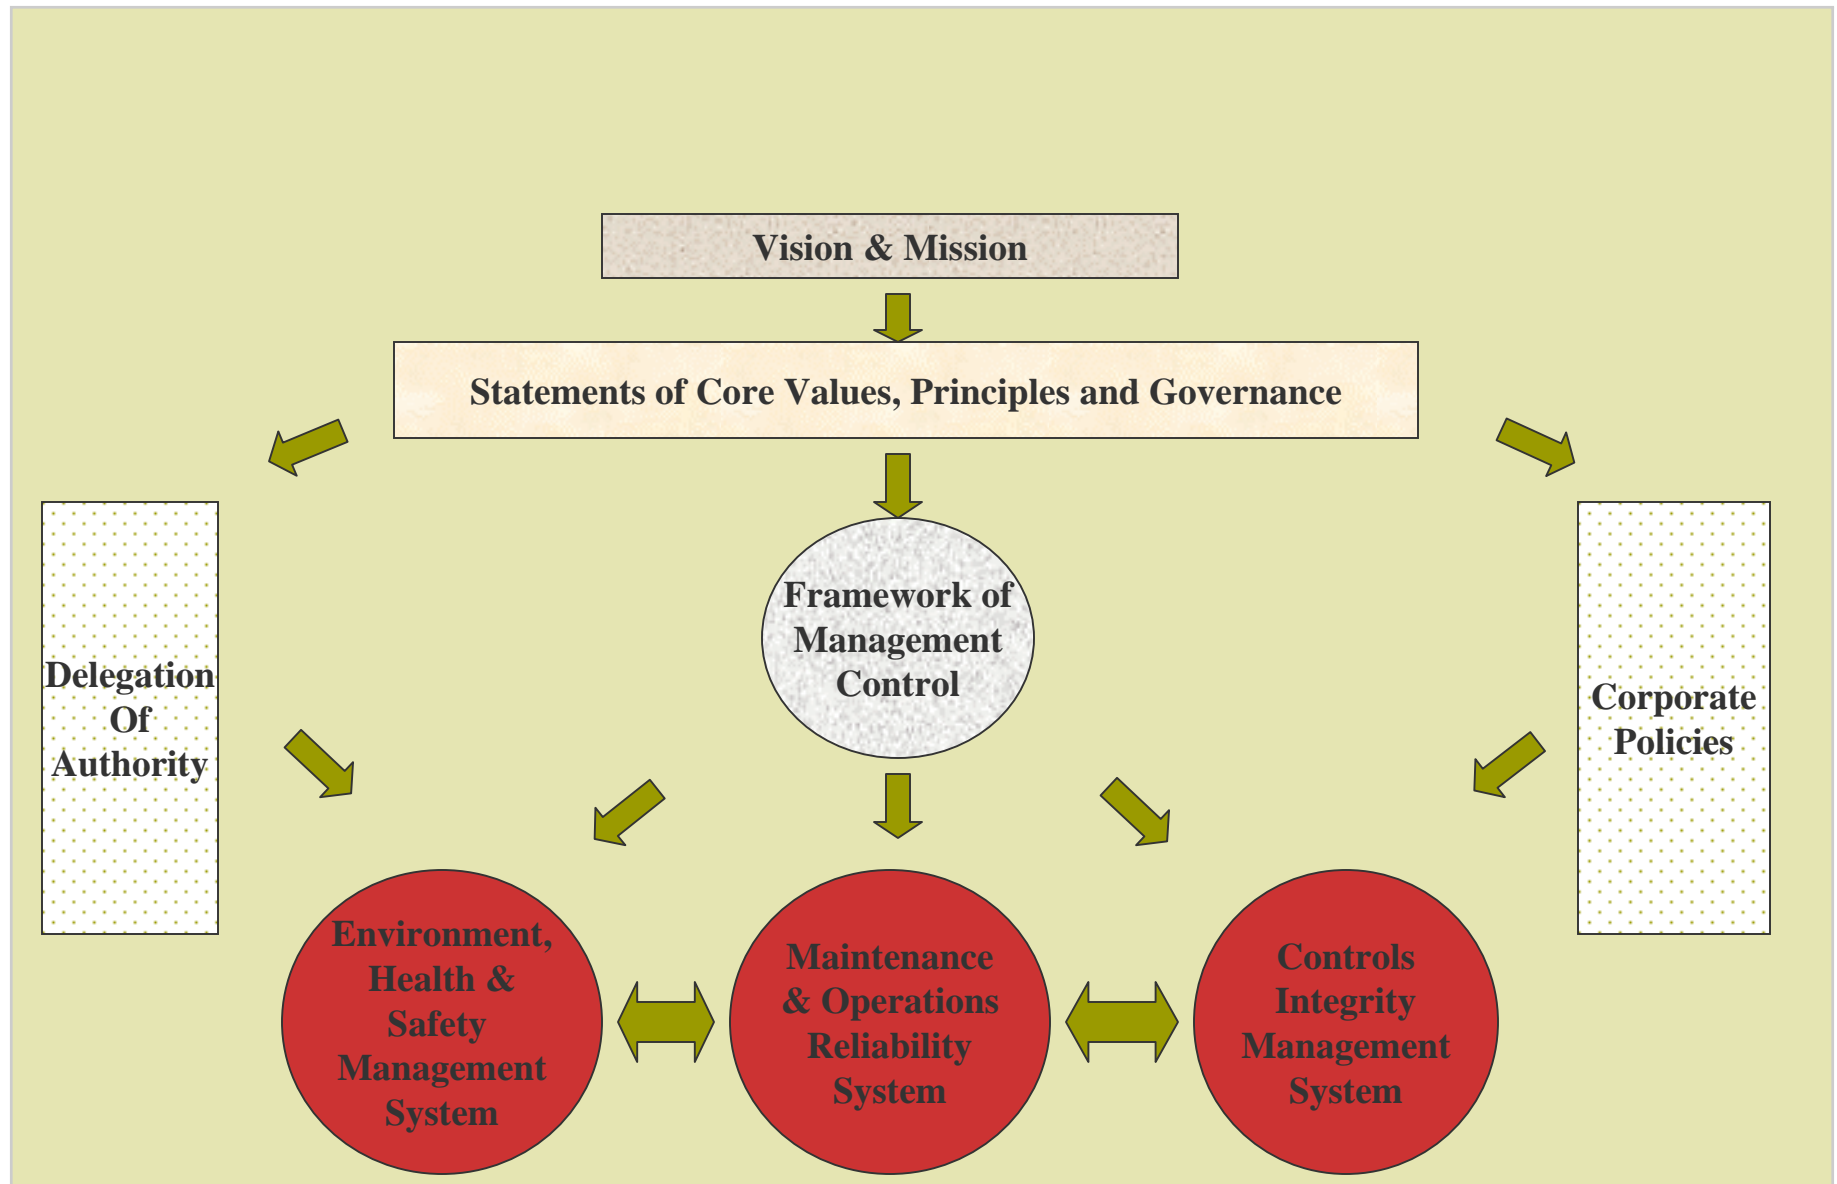 Vision & Mission
Statements of Core Values, Principles and Governance
Framework of
Management
Control
Delegation
Of
Authority
Corporate
Policies
Environment,
Health &
Safety
Management
System
Maintenance
& Operations
Reliability
System
Controls
Integrity
Management
System